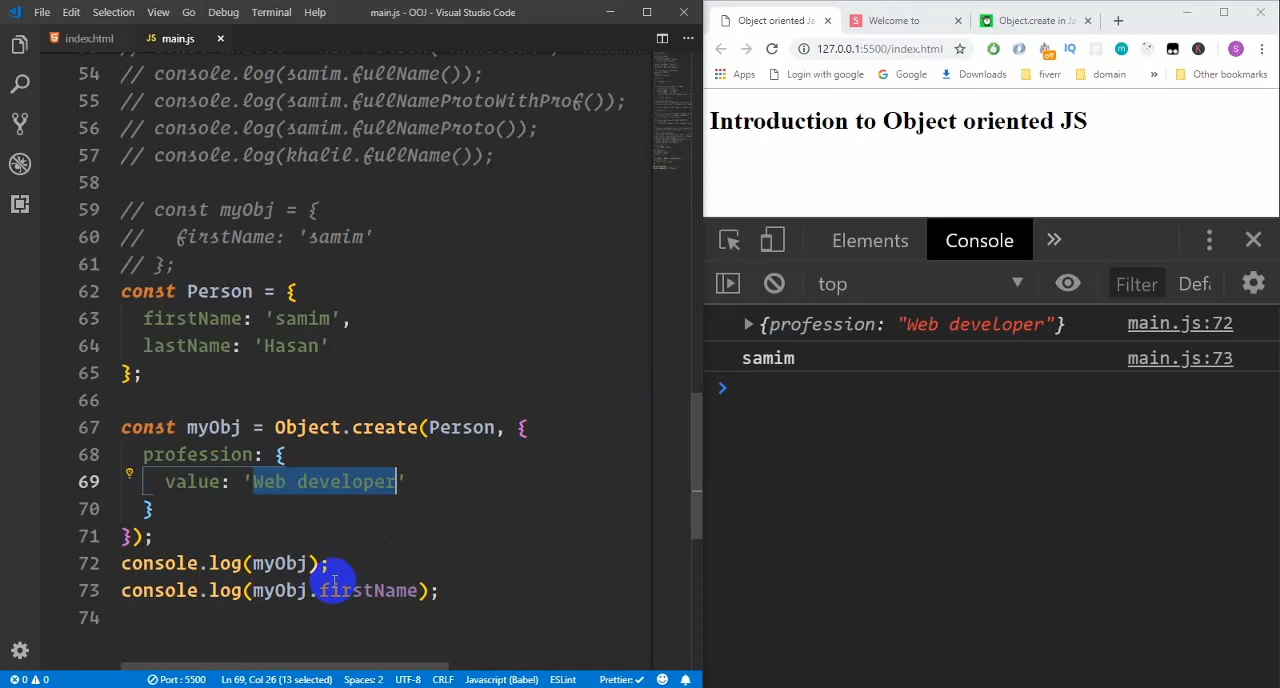 File Edit Selection View Go Debug Terminal Help main.js - OOJ - Visual Studio Code
index.html JS main.js
54 // console.log(samim.fullName());
55 // console.log(samim.fullNameProtoWithProf());
56 // console.log(samim.fullNameProto());
57 // console.log(khalil.fullName());
58
59 // const myObj = {
60 //   firstName: 'samim'
61 // };
62 const Person = {
63   firstName: 'samim',
64   lastName: 'Hasan'
65 };
66
67 const myObj = Object.create(Person, {
68   profession: {
69     value: 'Web developer'
70   }
71 });
72 console.log(myObj);
73 console.log(myObj.firstName);
74
0 0 Port : 5500 Ln 69, Col 26 (13 selected) Spaces: 2 UTF-8 CRLF Javascript (Babel) ESLint Prettier: ✓
Object oriented Ja Welcome to Object.create in Ja
127.0.0.1:5500/index.html off IQ S
Apps Login with google Google Downloads fiverr domain » Other bookmarks
Introduction to Object oriented JS
Elements Console »
top Filter Defa
{profession: "Web developer"} main.js:72
samim main.js:73